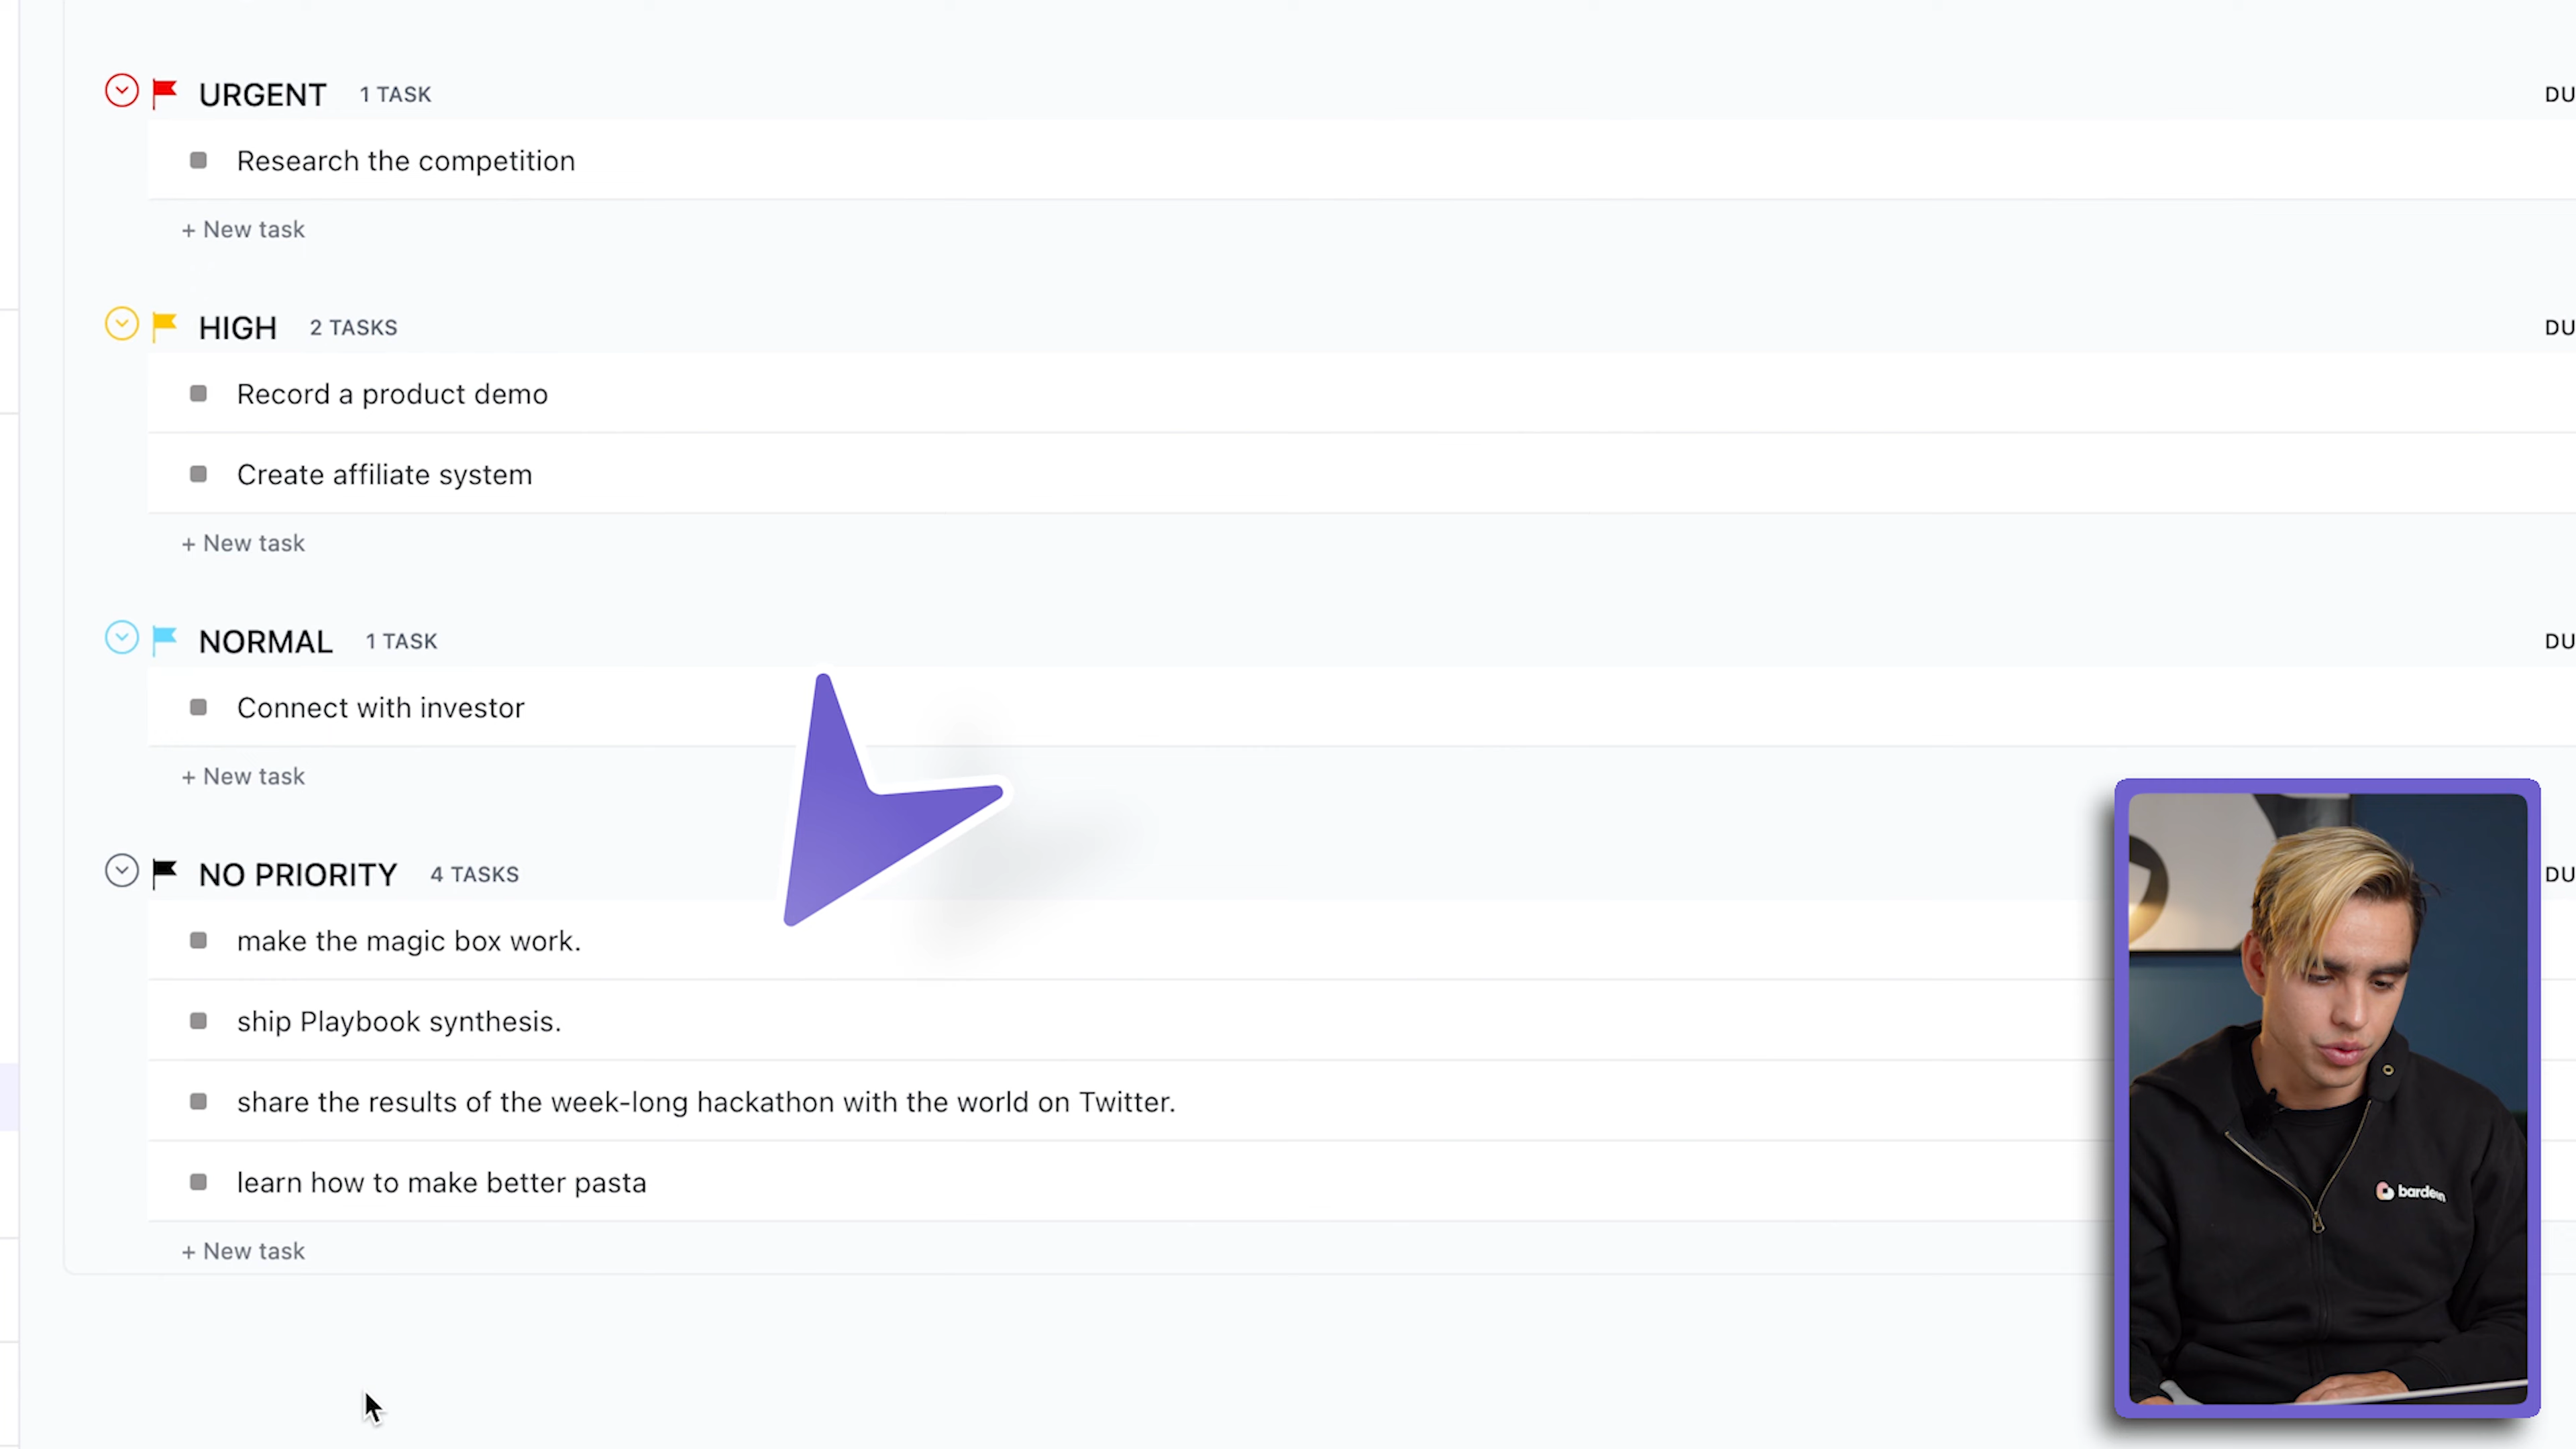 URGENT 1 TASK DU
Research the competition
+ New task
HIGH 2 TASKS DU
Record a product demo
Create affiliate system
+ New task
NORMAL 1 TASK DU
Connect with investor
+ New task
NO PRIORITY 4 TASKS DU
make the magic box work.
ship Playbook synthesis.
share the results of the week-long hackathon with the world on Twitter.
learn how to make better pasta
+ New task
bardeen